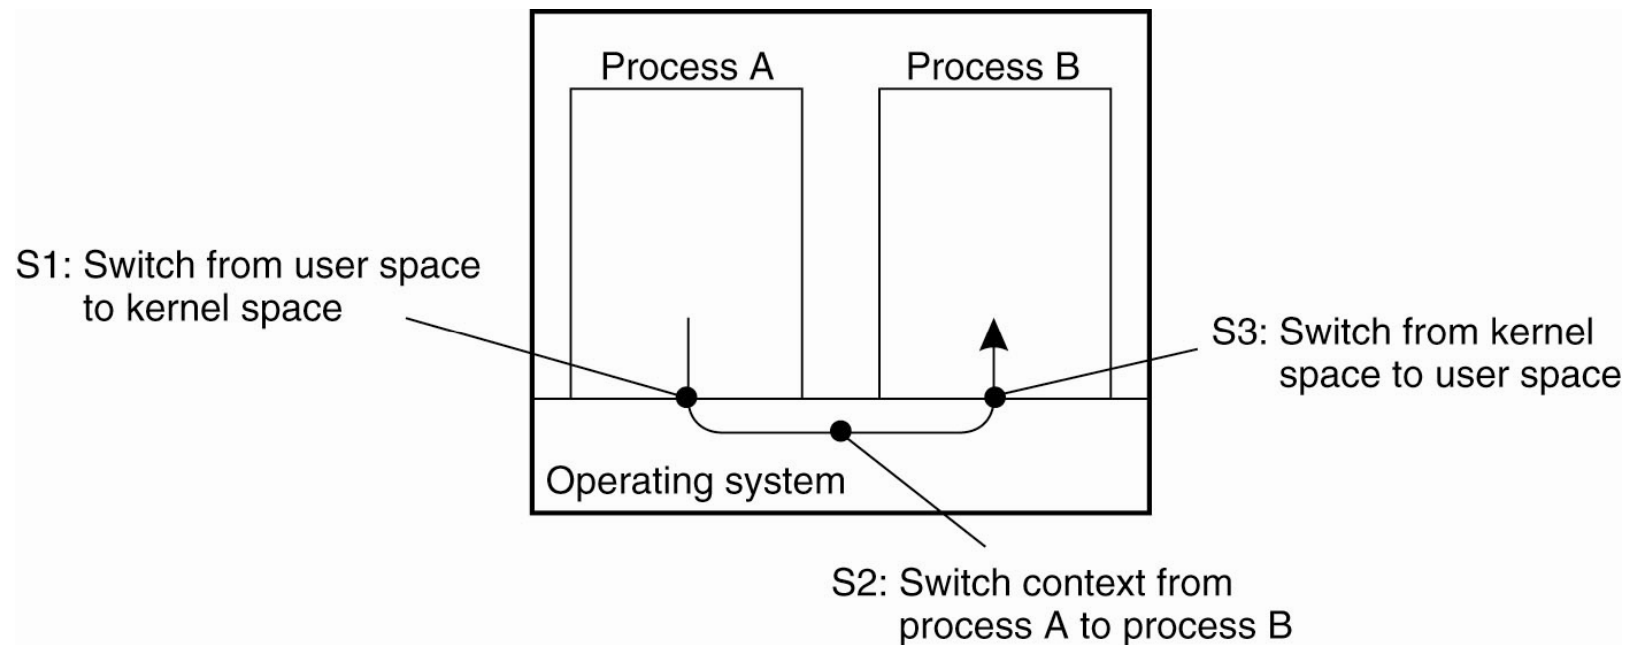 Process A
Process B
S1: Switch from user space
to kernel space
S3: Switch from kernel
space to user space
Operating system
S2: Switch context from
process A to process B